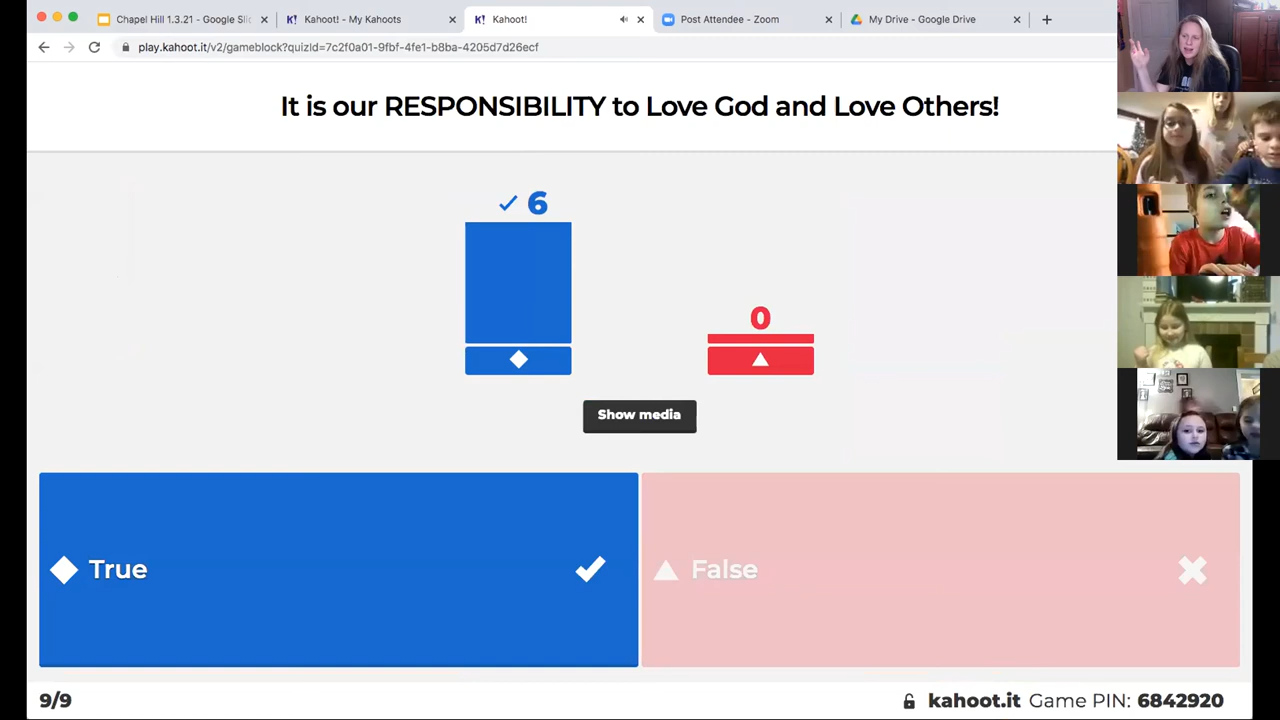 Chapel Hill 1.3.21 - Google Sli
Kahoot! - My Kahoots
Kahoot!
Post Attendee - Zoom
My Drive - Google Drive
play.kahoot.it/v2/gameblock?quizId=7c2f0a01-9fbf-4fe1-b8ba-4205d7d26ecf
It is our RESPONSIBILITY to Love God and Love Others!
6
0
Show media
True
False
9/9
kahoot.it Game PIN: 6842920